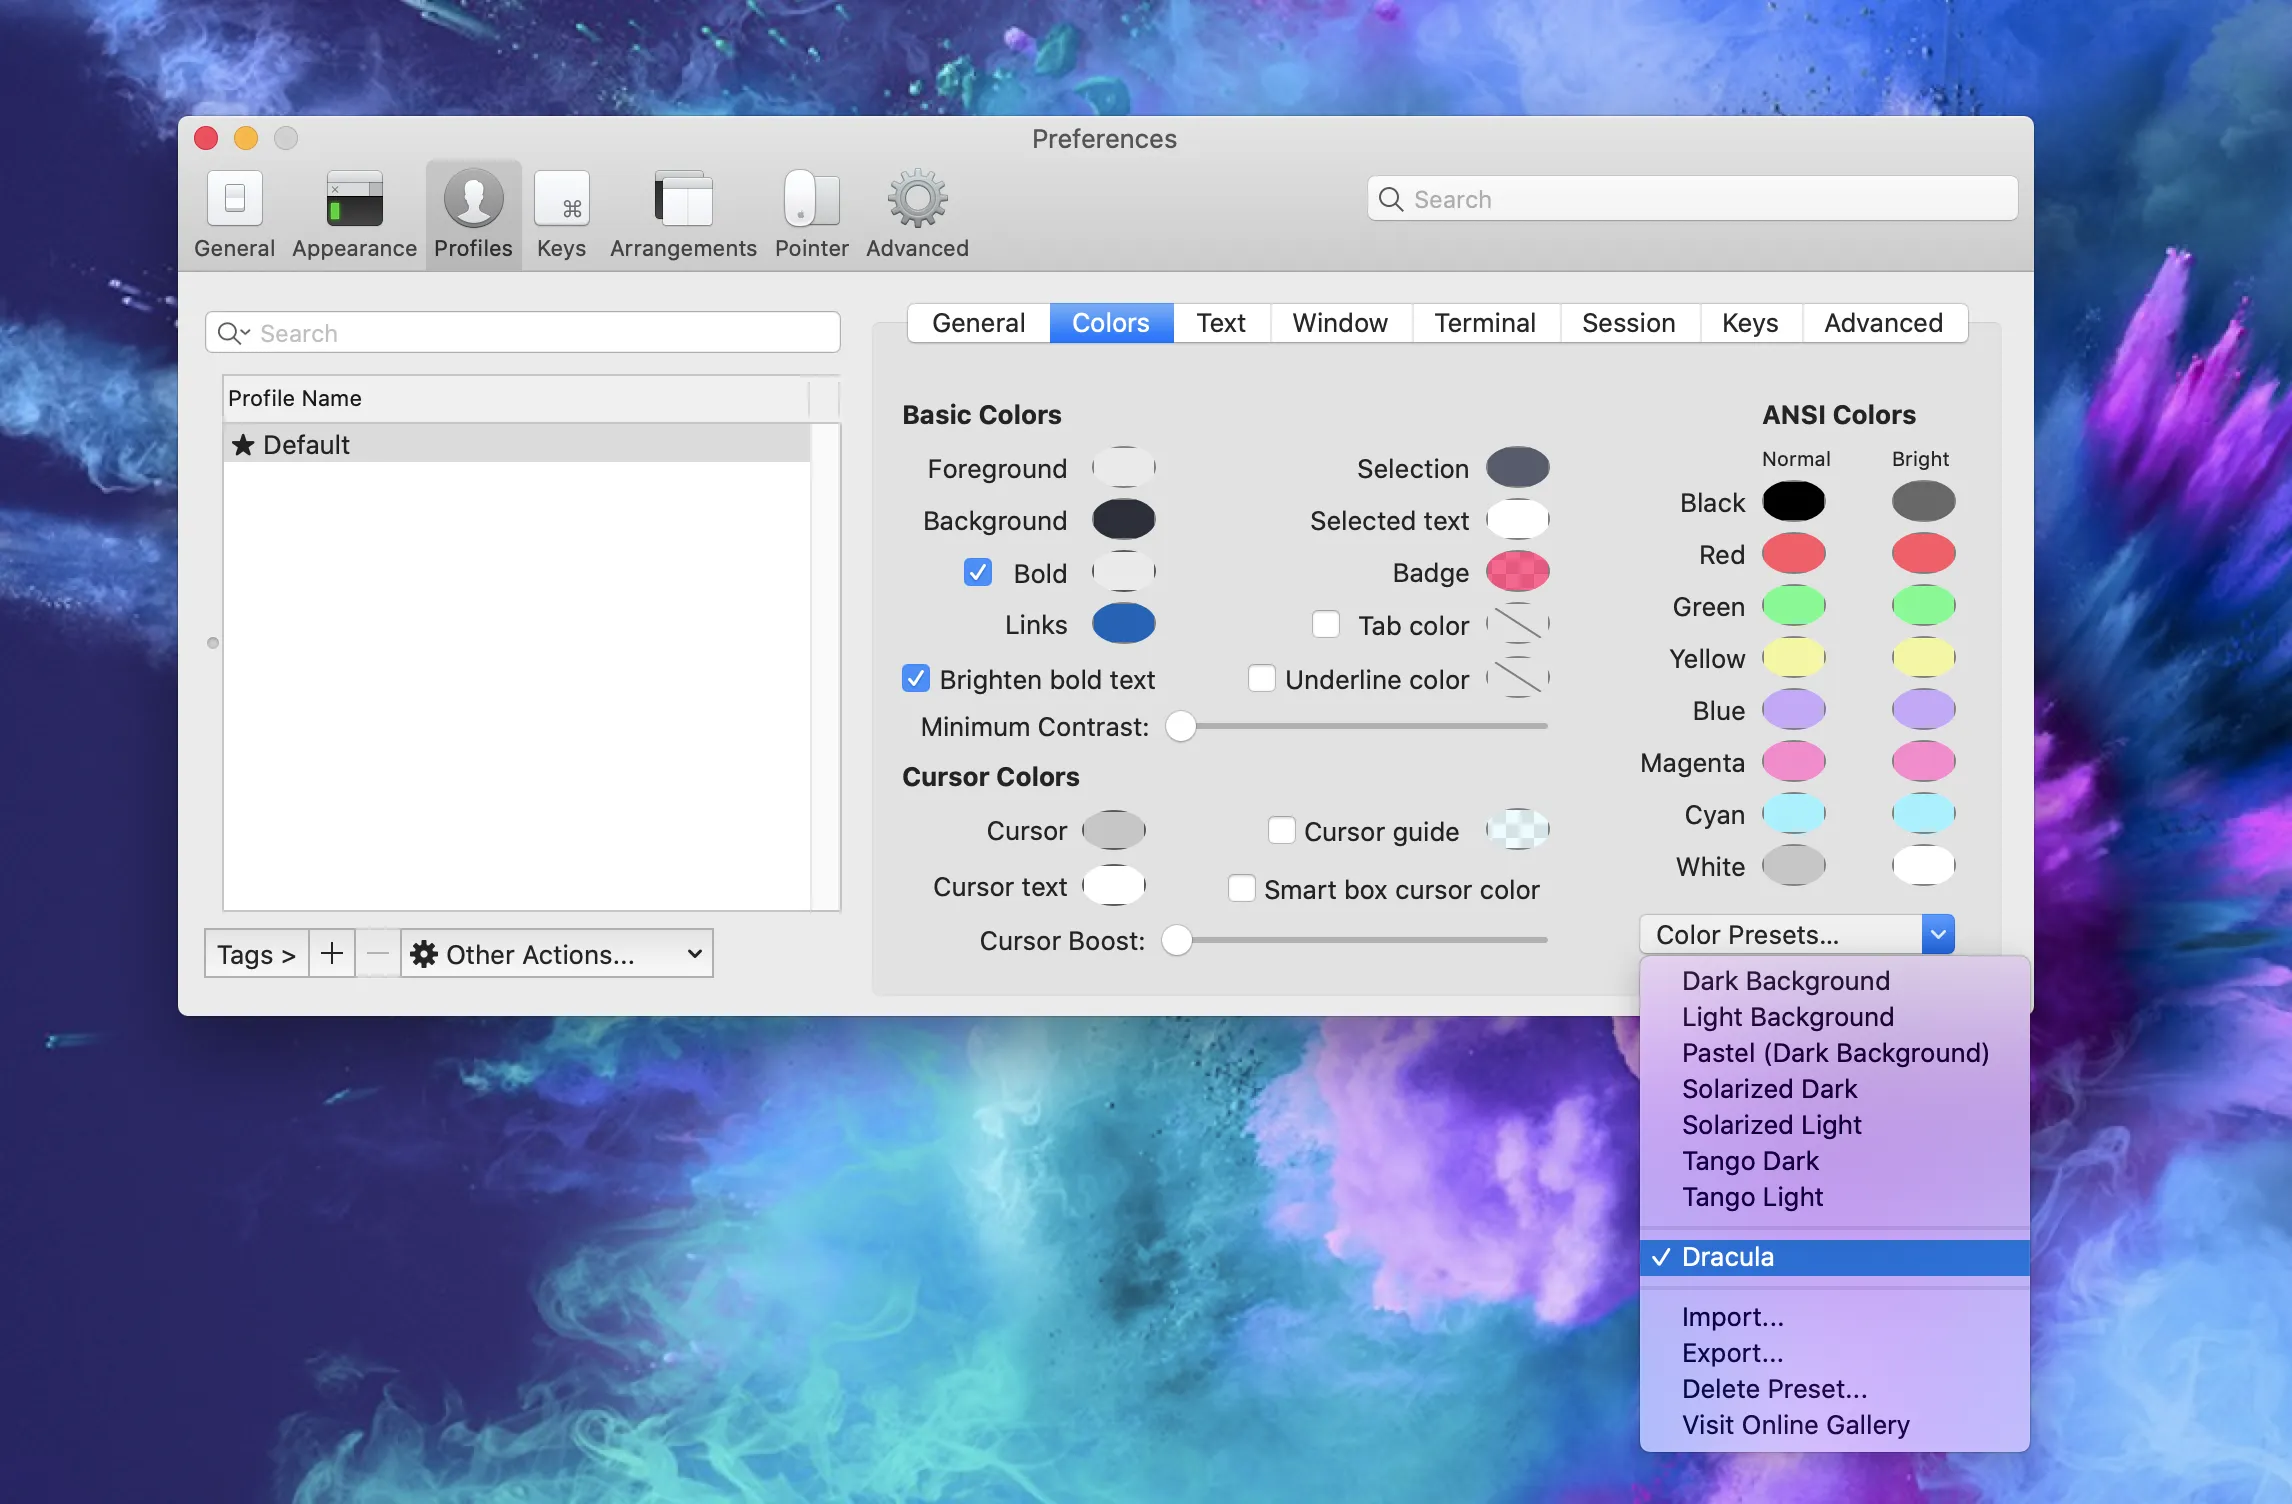 Preferences
General Appearance Profiles Keys Arrangements Pointer Advanced
Search
Search
Profile Name
★ Default
Tags > + − Other Actions...
General Colors Text Window Terminal Session Keys Advanced
Basic Colors
Foreground
Background
Bold
Links
Brighten bold text
Selection
Selected text
Badge
Tab color
Underline color
Minimum Contrast:
Cursor Colors
Cursor
Cursor text
Cursor guide
Smart box cursor color
Cursor Boost:
ANSI Colors
Normal Bright
Black
Red
Green
Yellow
Blue
Magenta
Cyan
White
Color Presets...
Dark Background
Light Background
Pastel (Dark Background)
Solarized Dark
Solarized Light
Tango Dark
Tango Light
✓ Dracula
Import...
Export...
Delete Preset...
Visit Online Gallery